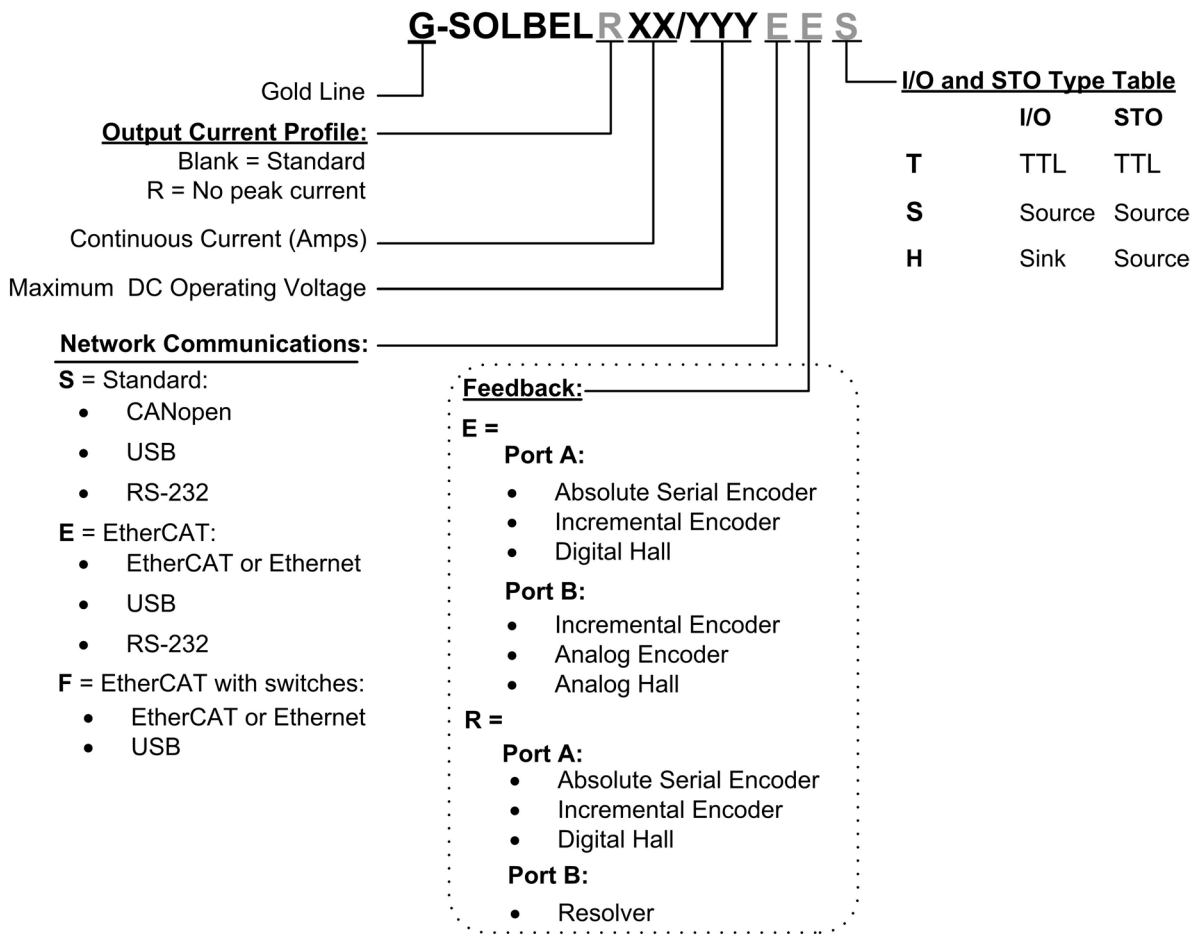 G-SOLBELRXX/YYYEES
Gold Line
Output Current Profile:
Blank = Standard
R = No peak current
Continuous Current (Amps)
Maximum DC Operating Voltage
I/O and STO Type Table
I/O STO
T TTL TTL
S Source Source
H Sink Source
Network Communications:
S = Standard:
• CANopen
• USB
• RS-232
E = EtherCAT:
• EtherCAT or Ethernet
• USB
• RS-232
F = EtherCAT with switches:
• EtherCAT or Ethernet
• USB
Feedback:
E =
Port A:
• Absolute Serial Encoder
• Incremental Encoder
• Digital Hall
Port B:
• Incremental Encoder
• Analog Encoder
• Analog Hall
R =
Port A:
• Absolute Serial Encoder
• Incremental Encoder
• Digital Hall
Port B:
• Resolver